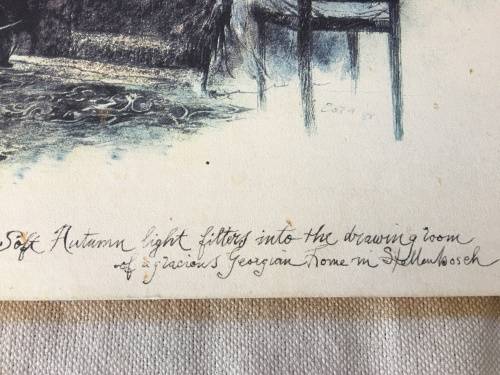 Soft Autumn light filters into the drawing room
of a gracious Georgian home in Stellenbosch